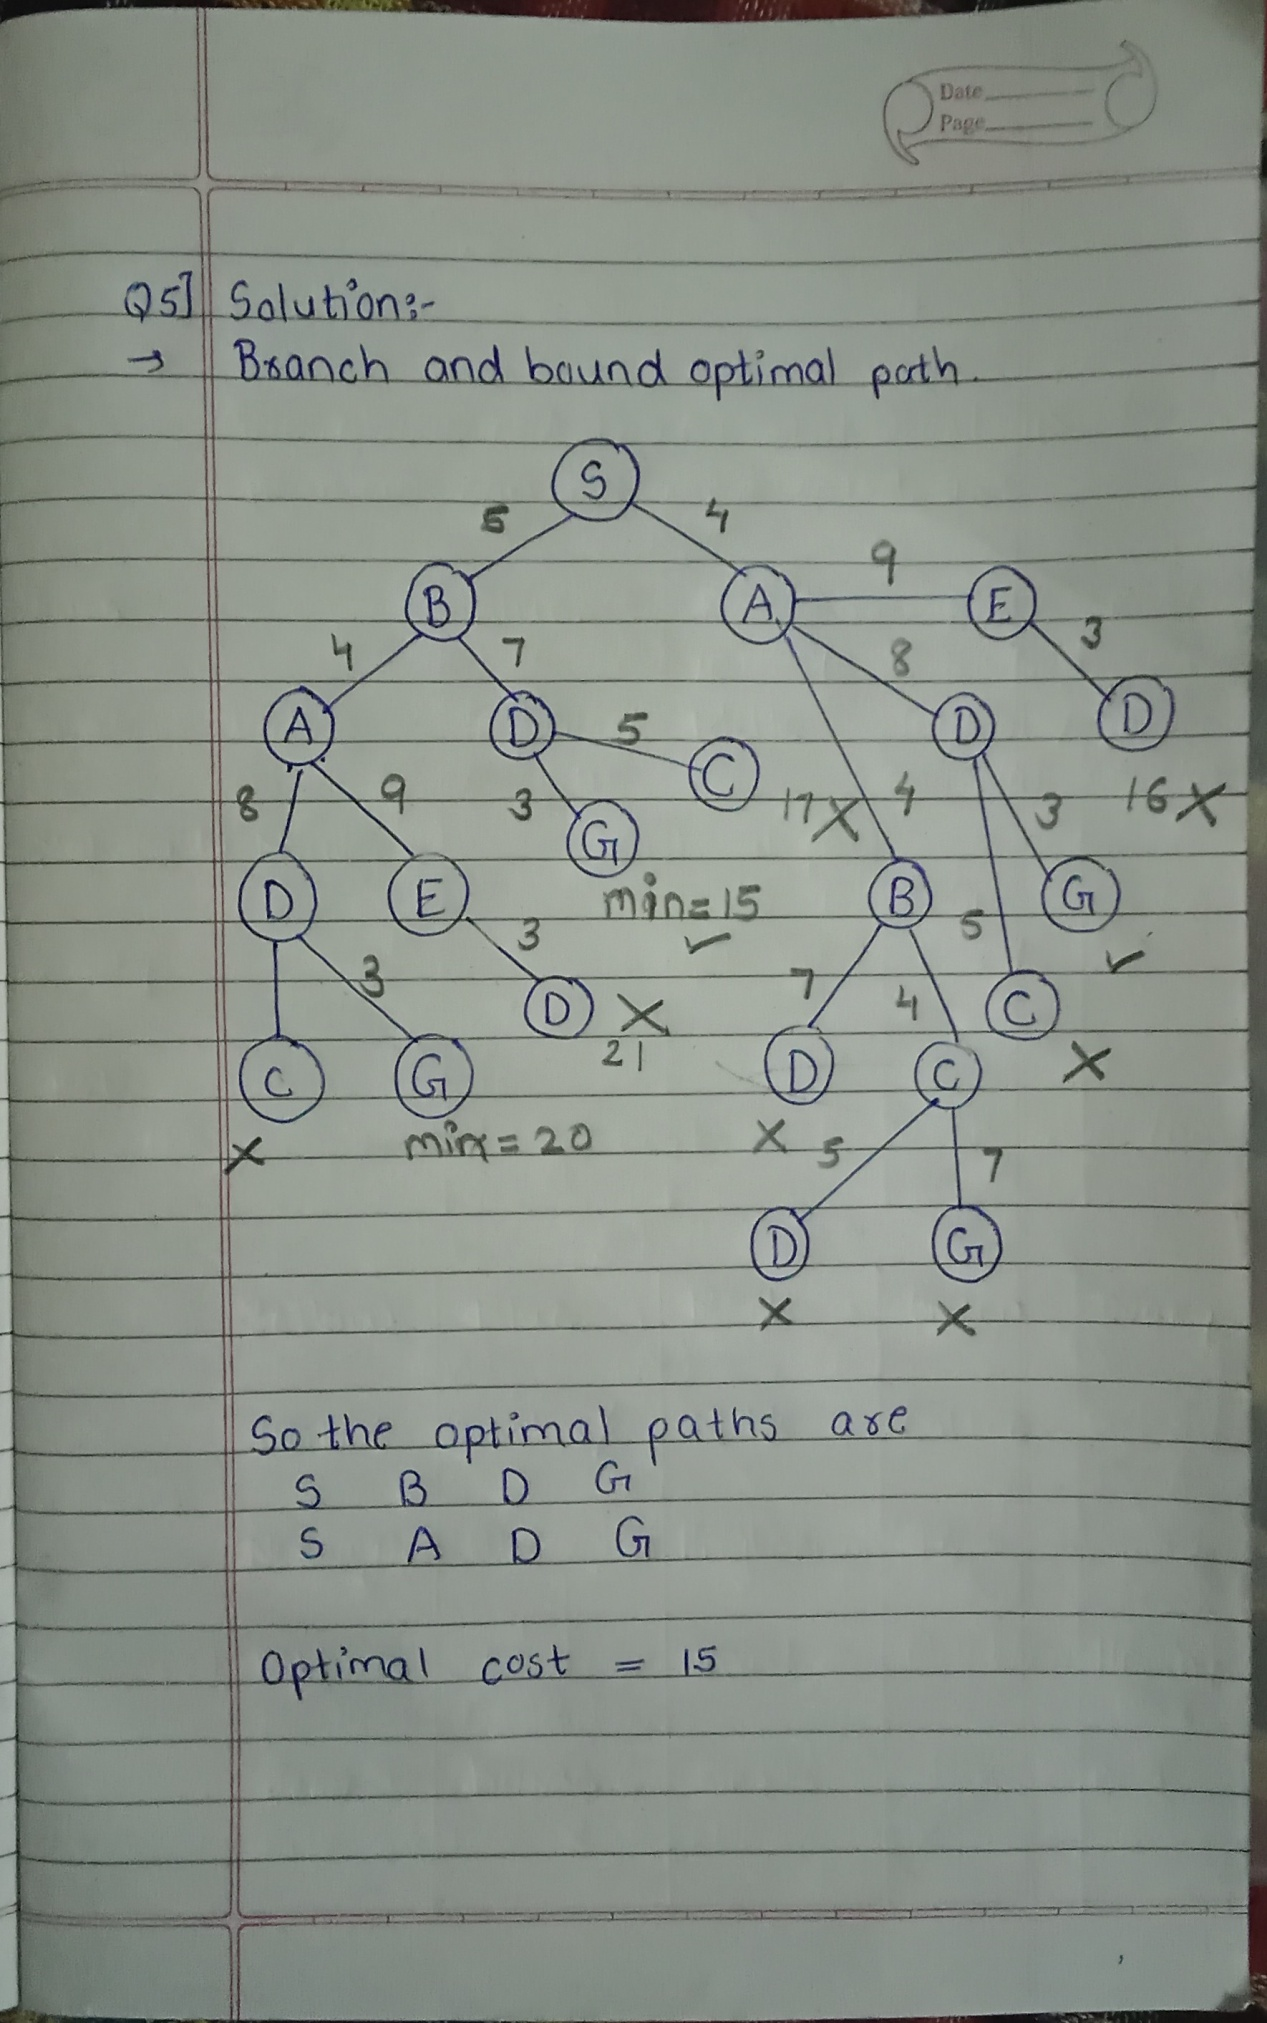 Date
Page
Q5] Solution:-
→ Branch and bound optimal path.
S
5 4
B A 9 E
4 7 8 3
A D 5 C D D
8 9 3 G 17 X 4 3 16 X
D E min=15 B 5 G
✓ ✓
3 3 D X 7 4 C
21 X
C G D C
X min=20 X 5 7
D G
X X
So the optimal paths are
S B D G
S A D G
Optimal cost = 15